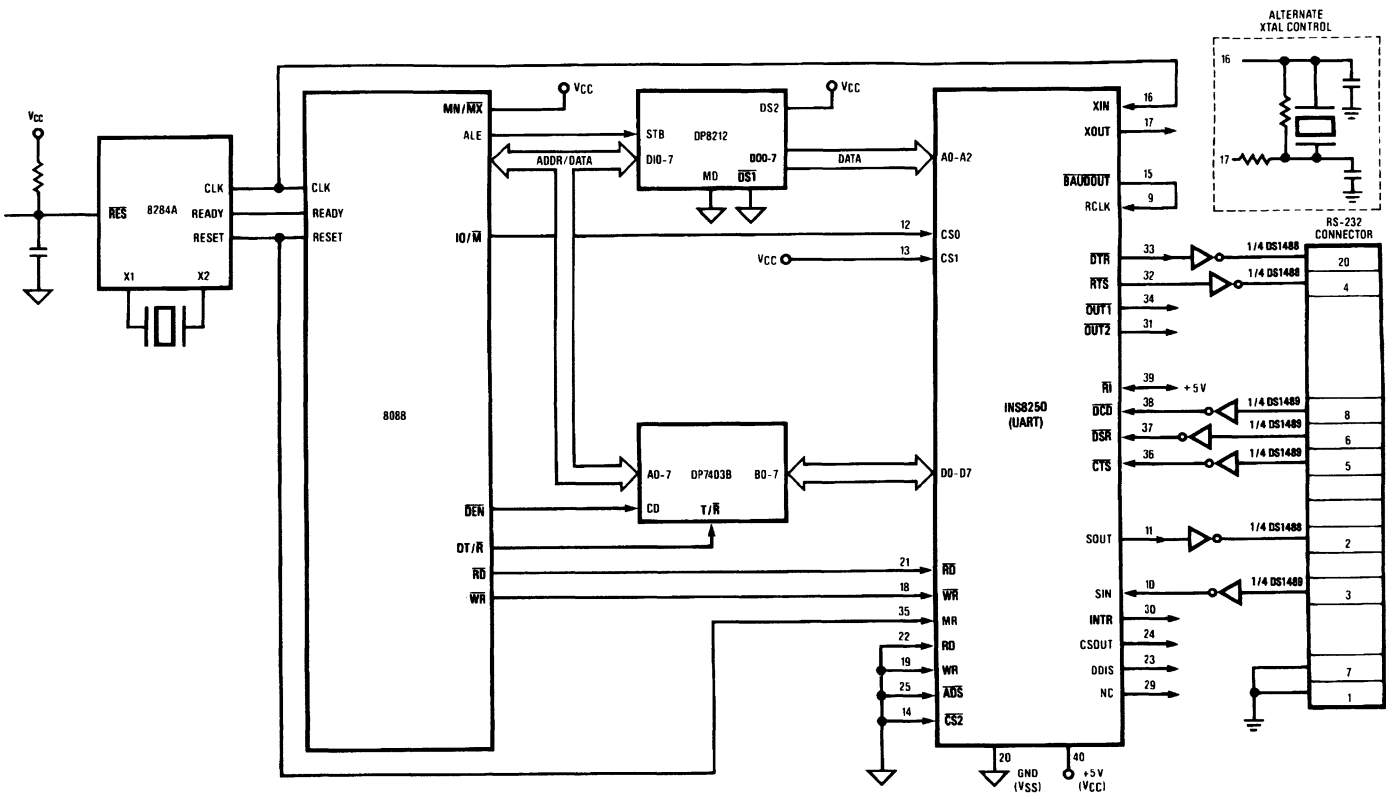 ALTERNATE
XTAL CONTROL
16
17
VCC
8284A
RES
CLK
READY
RESET
X1
X2
CLK
READY
RESET
8088
MN/MX
ALE
ADDR/DATA
IO/M
DEN
DT/R
RD
WR
VCC
DS2
VCC
STB
DP8212
DI0-7
DO0-7
MD
DS1
DATA
12
VCC
13
A0-7
DP7403B
B0-7
CD
T/R
21
18
35
22
19
25
14
A0-A2
CS0
CS1
INS8250
(UART)
D0-D7
RD
WR
MR
RD
WR
ADS
CS2
20
GND
(VSS)
40
+5V
(VCC)
XIN
16
XOUT
17
BAUDOUT
15
RCLK
9
DTR
33
RTS
32
OUT1
34
OUT2
31
RI
39
+5V
DCD
38
DSR
37
CTS
36
SOUT
11
SIN
10
INTR
30
CSOUT
24
DDIS
23
NC
29
RS-232
CONNECTOR
1/4 DS1488
20
1/4 DS1488
4
1/4 DS1489
8
1/4 DS1489
6
1/4 DS1489
5
1/4 DS1488
2
1/4 DS1489
3
7
1